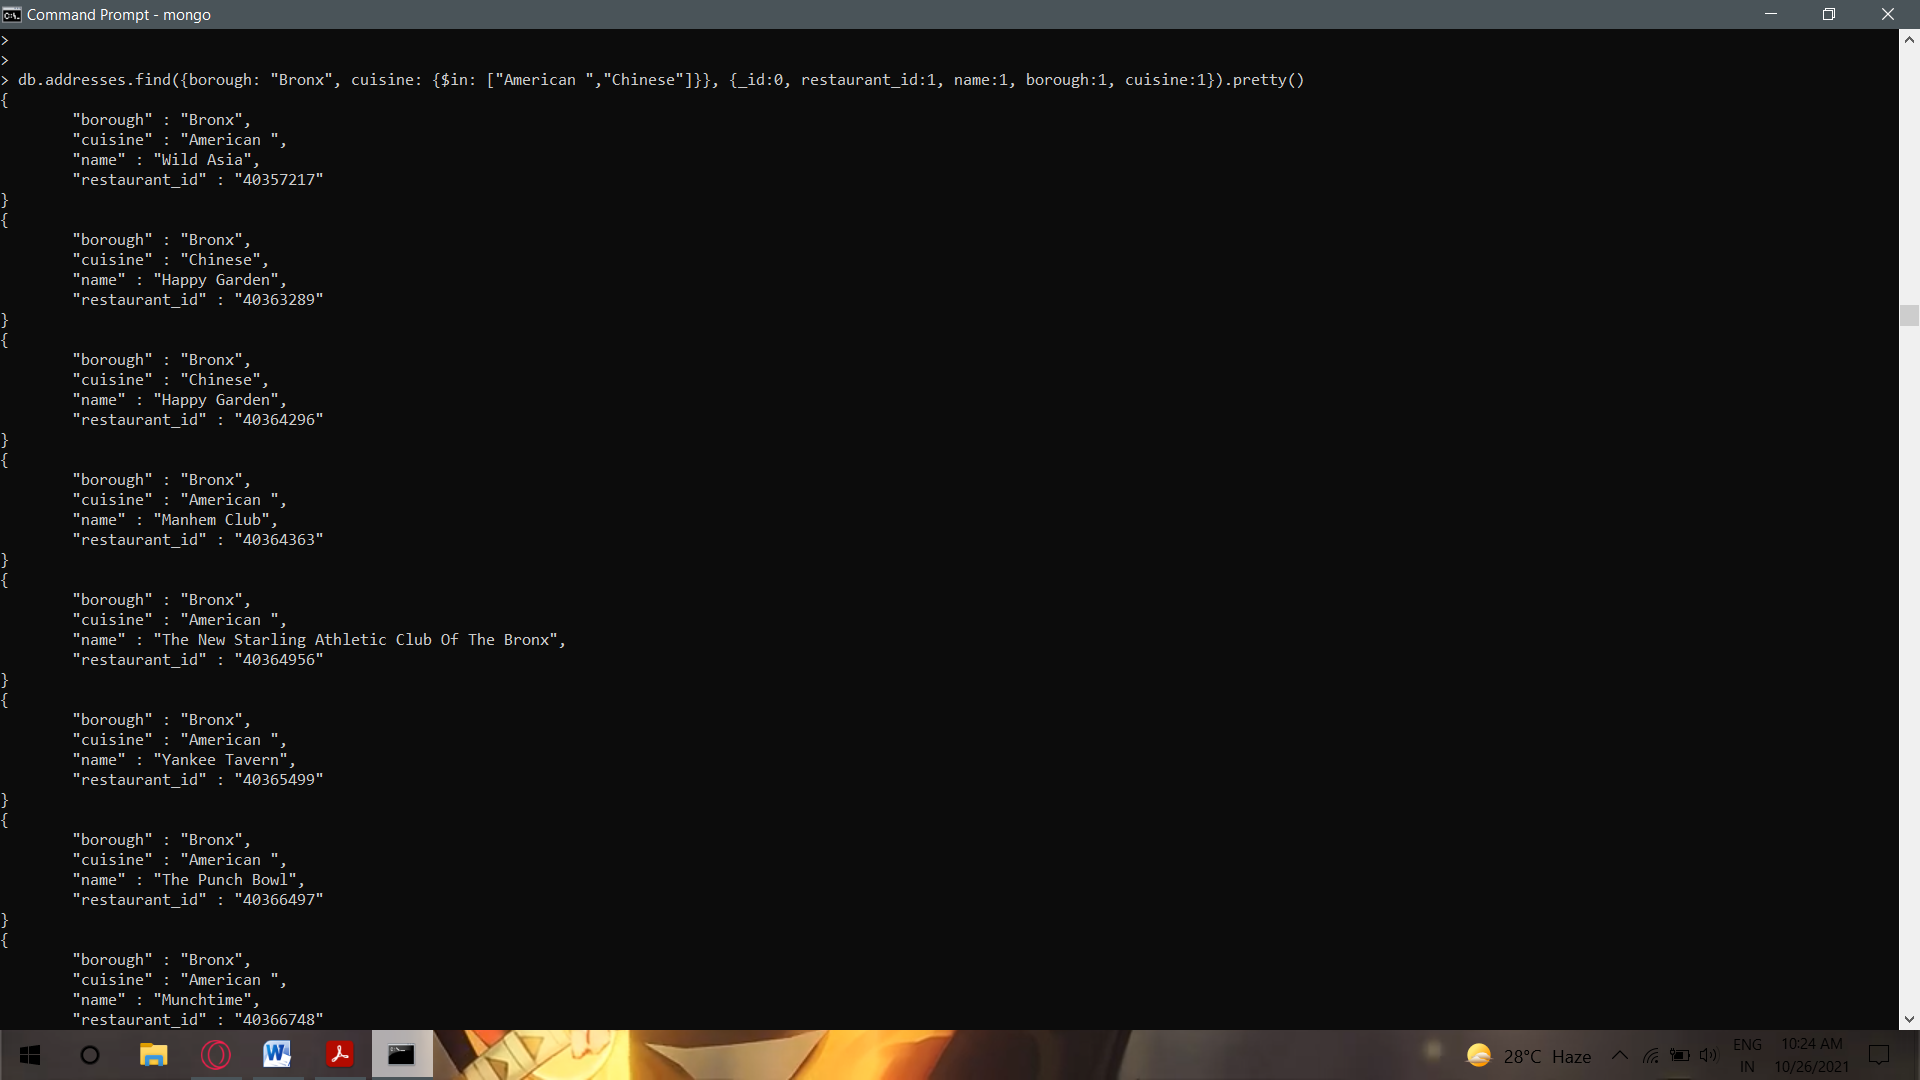 Command Prompt - mongo
>
>
> db.addresses.find({borough: "Bronx", cuisine: {$in: ["American ","Chinese"]}}, {_id:0, restaurant_id:1, name:1, borough:1, cuisine:1}).pretty()
{
        "borough" : "Bronx",
        "cuisine" : "American ",
        "name" : "Wild Asia",
        "restaurant_id" : "40357217"
}
{
        "borough" : "Bronx",
        "cuisine" : "Chinese",
        "name" : "Happy Garden",
        "restaurant_id" : "40363289"
}
{
        "borough" : "Bronx",
        "cuisine" : "Chinese",
        "name" : "Happy Garden",
        "restaurant_id" : "40364296"
}
{
        "borough" : "Bronx",
        "cuisine" : "American ",
        "name" : "Manhem Club",
        "restaurant_id" : "40364363"
}
{
        "borough" : "Bronx",
        "cuisine" : "American ",
        "name" : "The New Starling Athletic Club Of The Bronx",
        "restaurant_id" : "40364956"
}
{
        "borough" : "Bronx",
        "cuisine" : "American ",
        "name" : "Yankee Tavern",
        "restaurant_id" : "40365499"
}
{
        "borough" : "Bronx",
        "cuisine" : "American ",
        "name" : "The Punch Bowl",
        "restaurant_id" : "40366497"
}
{
        "borough" : "Bronx",
        "cuisine" : "American ",
        "name" : "Munchtime",
        "restaurant_id" : "40366748"
28°C Haze
ENG
IN
10:24 AM
10/26/2021